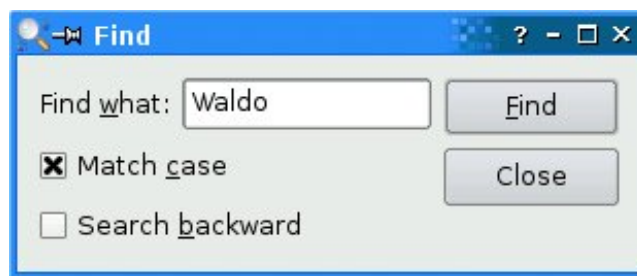 Find
Find what: Waldo Find
Match case Close
Search backward